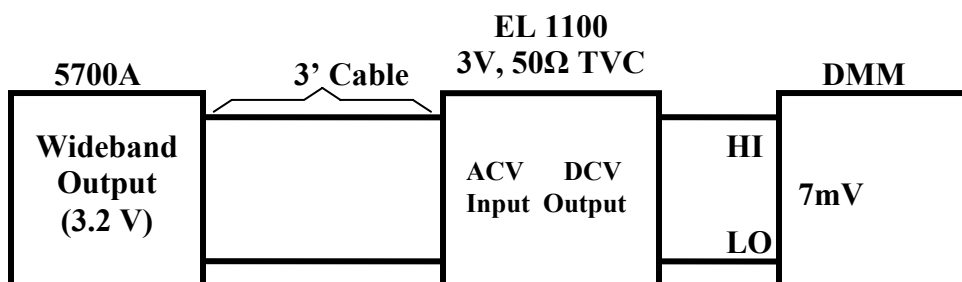 EL 1100
3V, 50Ω TVC
5700A
3’ Cable
DMM
Wideband
Output
(3.2 V)
ACV DCV
Input Output
HI
7mV
LO